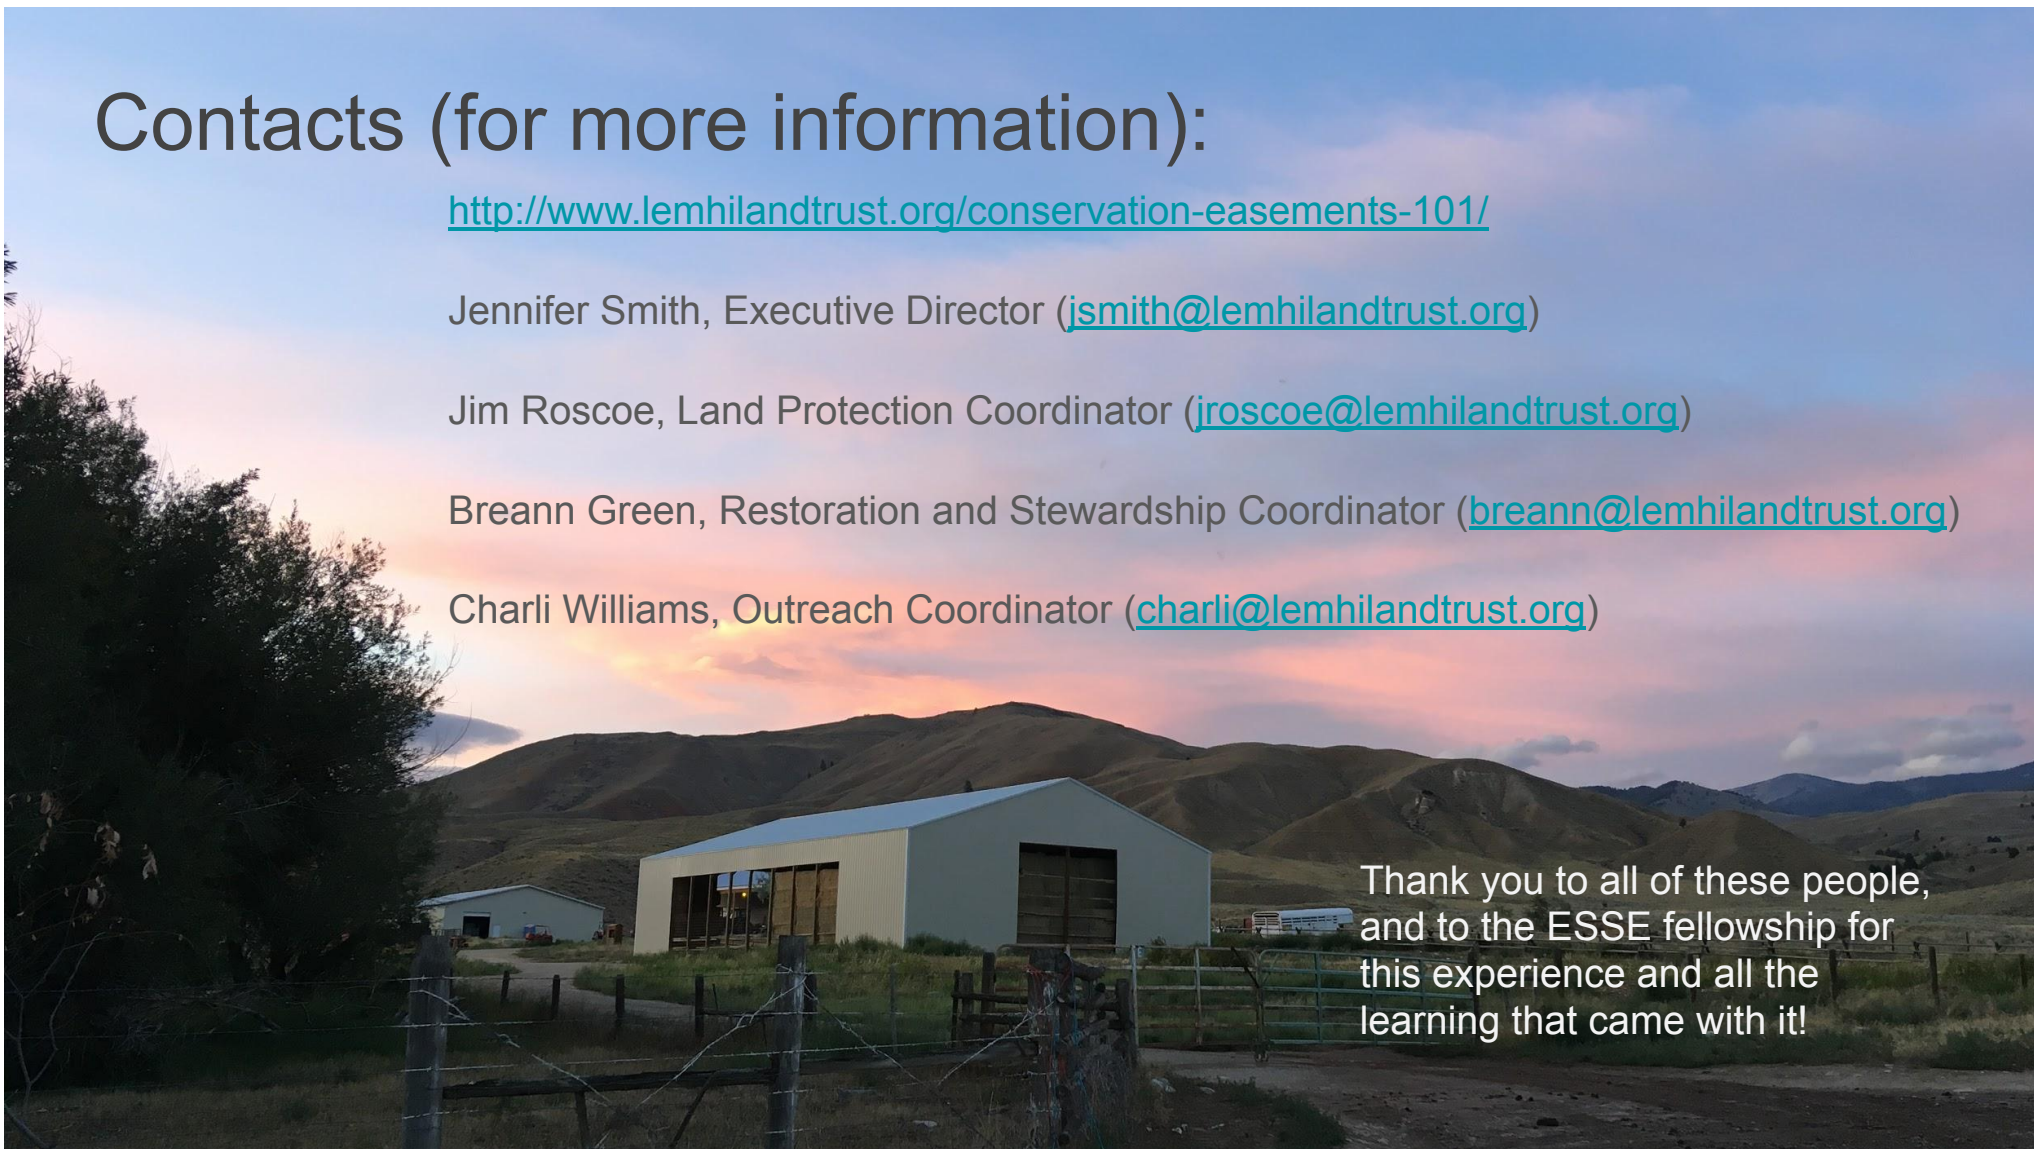 Contacts (for more information):
http://www.lemhilandtrust.org/conservation-easements-101/
Jennifer Smith, Executive Director (jsmith@lemhilandtrust.org)
Jim Roscoe, Land Protection Coordinator (jroscoe@lemhilandtrust.org)
Breann Green, Restoration and Stewardship Coordinator (breann@lemhilandtrust.org)
Charli Williams, Outreach Coordinator (charli@lemhilandtrust.org)
Thank you to all of these people,
and to the ESSE fellowship for
this experience and all the
learning that came with it!